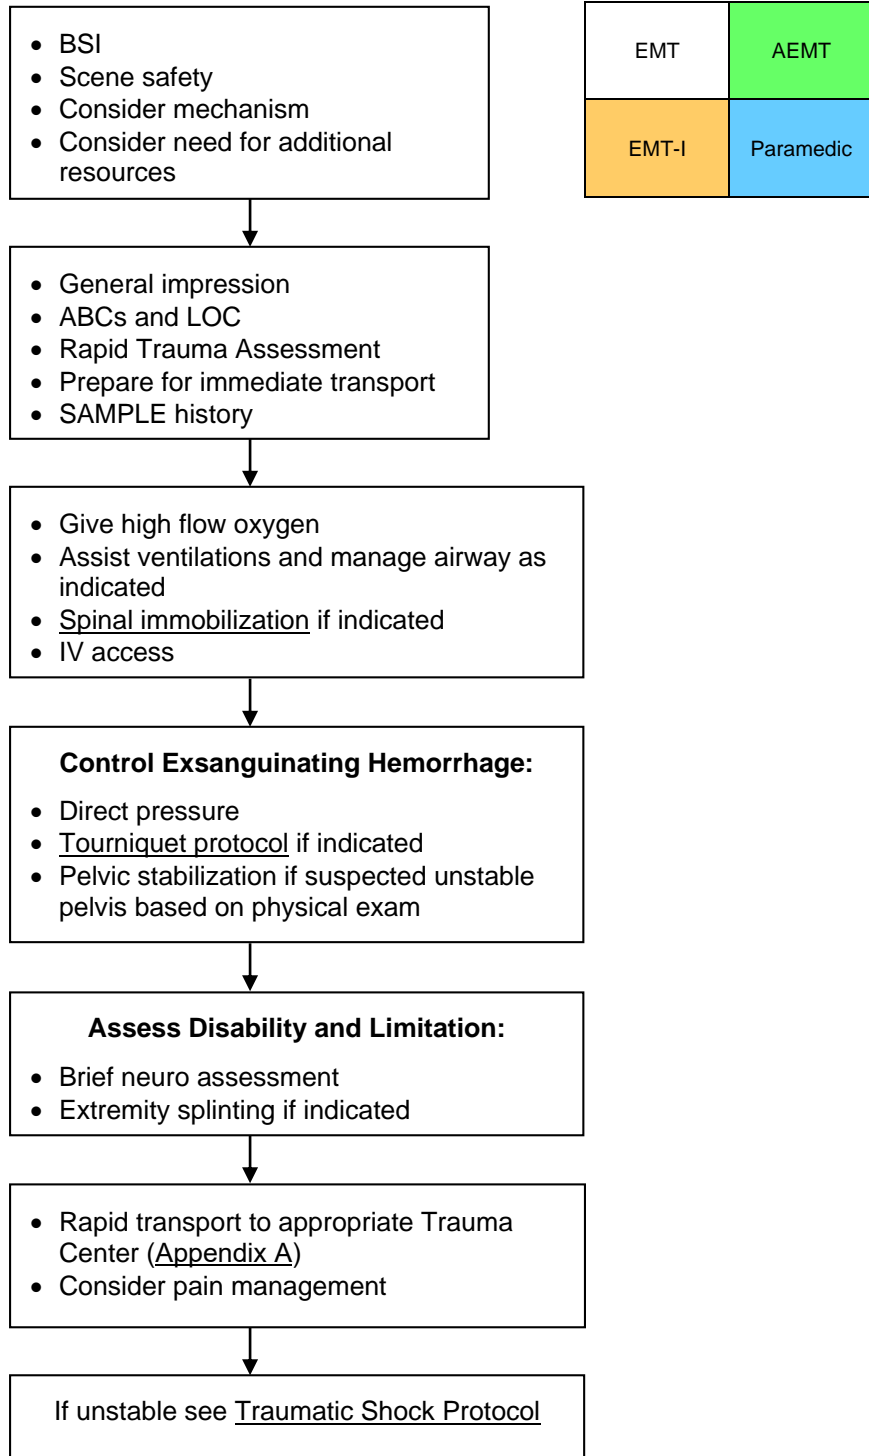 • BSI
• Scene safety
• Consider mechanism
• Consider need for additional
resources
EMT
AEMT
EMT-I
Paramedic
• General impression
• ABCs and LOC
• Rapid Trauma Assessment
• Prepare for immediate transport
• SAMPLE history
• Give high flow oxygen
• Assist ventilations and manage airway as
indicated
• Spinal immobilization if indicated
• IV access
Control Exsanguinating Hemorrhage:
• Direct pressure
• Tourniquet protocol if indicated
• Pelvic stabilization if suspected unstable
pelvis based on physical exam
Assess Disability and Limitation:
• Brief neuro assessment
• Extremity splinting if indicated
• Rapid transport to appropriate Trauma
Center (Appendix A)
• Consider pain management
If unstable see Traumatic Shock Protocol